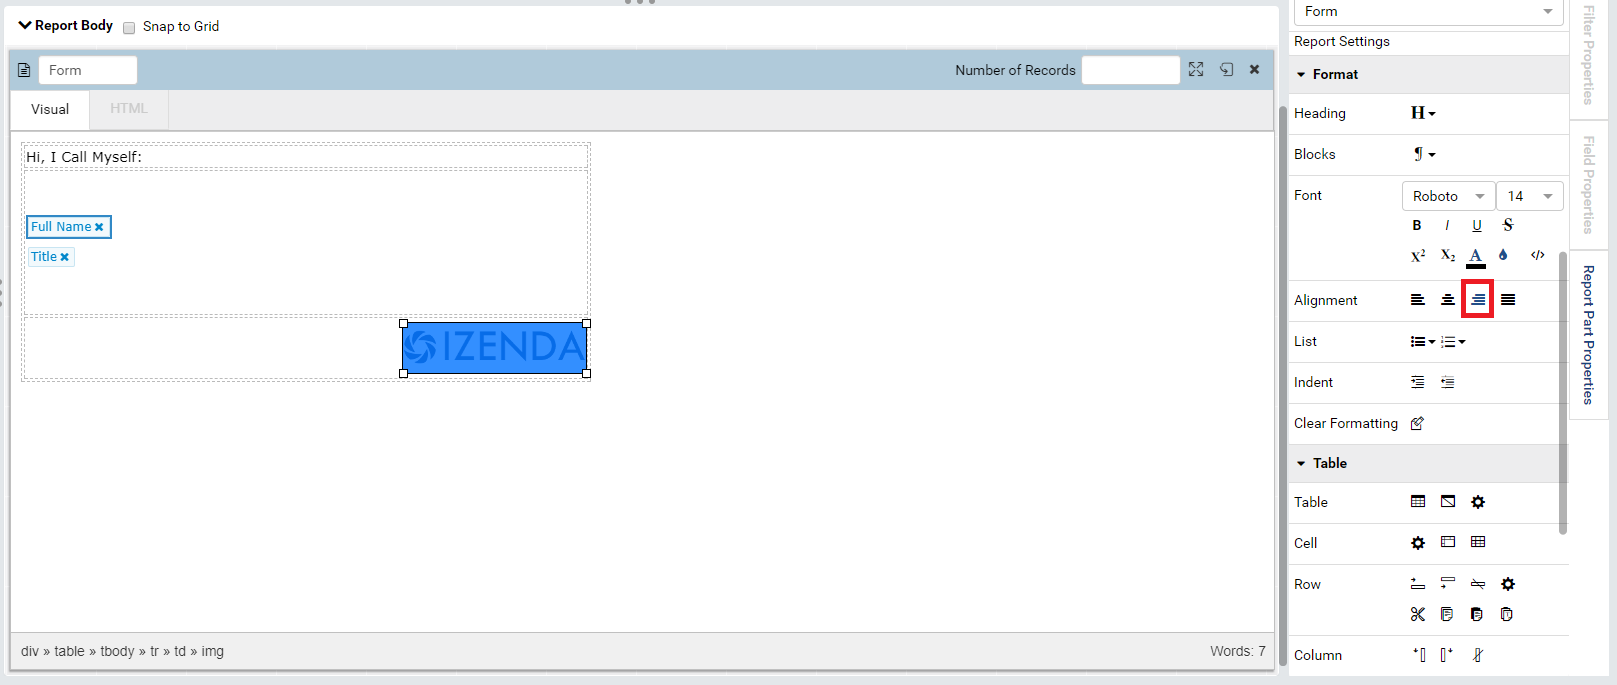 Report Body Snap to Grid
Form Number of Records
Visual HTML
Hi, I Call Myself:
Full Name
Title
IZENDA
div » table » tbody » tr » td » img Words: 7
Form
Report Settings
Format
Heading H
Blocks ¶
Font Roboto 14
B I U S
X² X₂ A </>
Alignment
List
Indent
Clear Formatting
Table
Table
Cell
Row
Column
Filter Properties
Field Properties
Report Part Properties